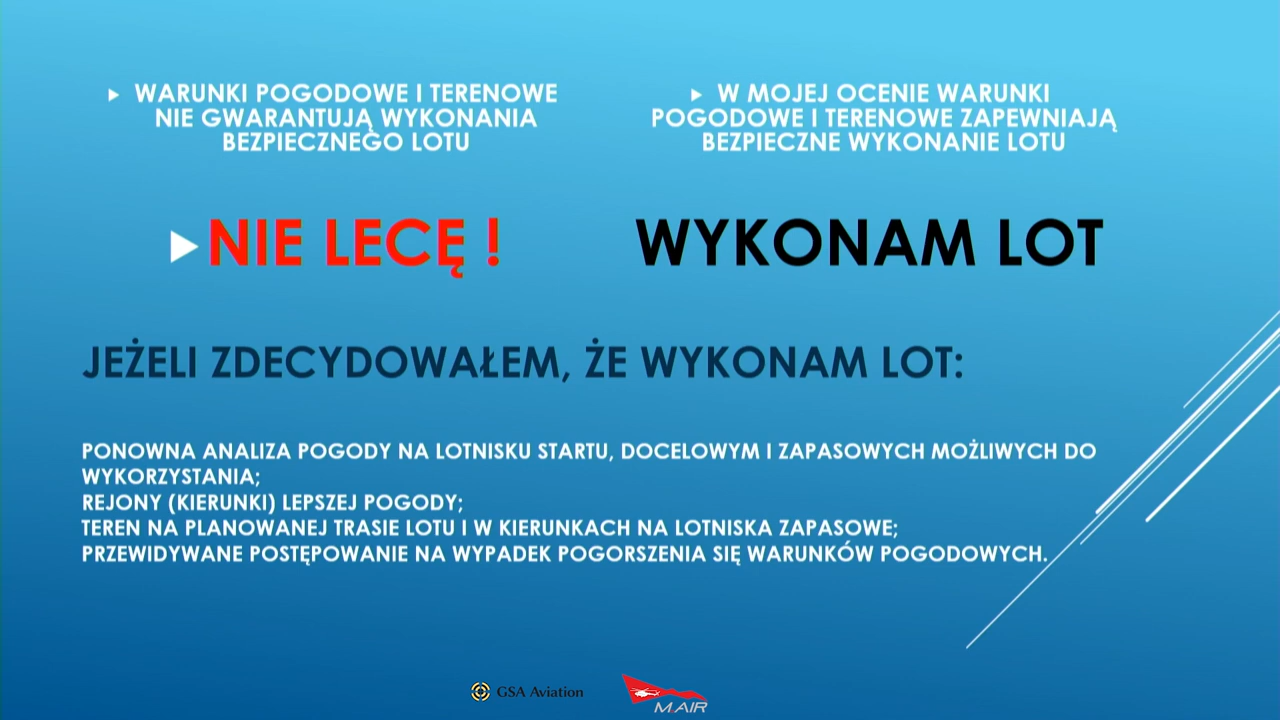 WARUNKI POGODOWE I TERENOWE
NIE GWARANTUJĄ WYKONANIA
BEZPIECZNEGO LOTU
W MOJEJ OCENIE WARUNKI
POGODOWE I TERENOWE ZAPEWNIAJĄ
BEZPIECZNE WYKONANIE LOTU
NIE LECĘ !
WYKONAM LOT
JEŻELI ZDECYDOWAŁEM, ŻE WYKONAM LOT:
PONOWNA ANALIZA POGODY NA LOTNISKU STARTU, DOCELOWYM I ZAPASOWYCH MOŻLIWYCH DO
WYKORZYSTANIA;
REJONY (KIERUNKI) LEPSZEJ POGODY;
TEREN NA PLANOWANEJ TRASIE LOTU I W KIERUNKACH NA LOTNISKA ZAPASOWE;
PRZEWIDYWANE POSTĘPOWANIE NA WYPADEK POGORSZENIA SIĘ WARUNKÓW POGODOWYCH.
GSA Aviation
M AIR